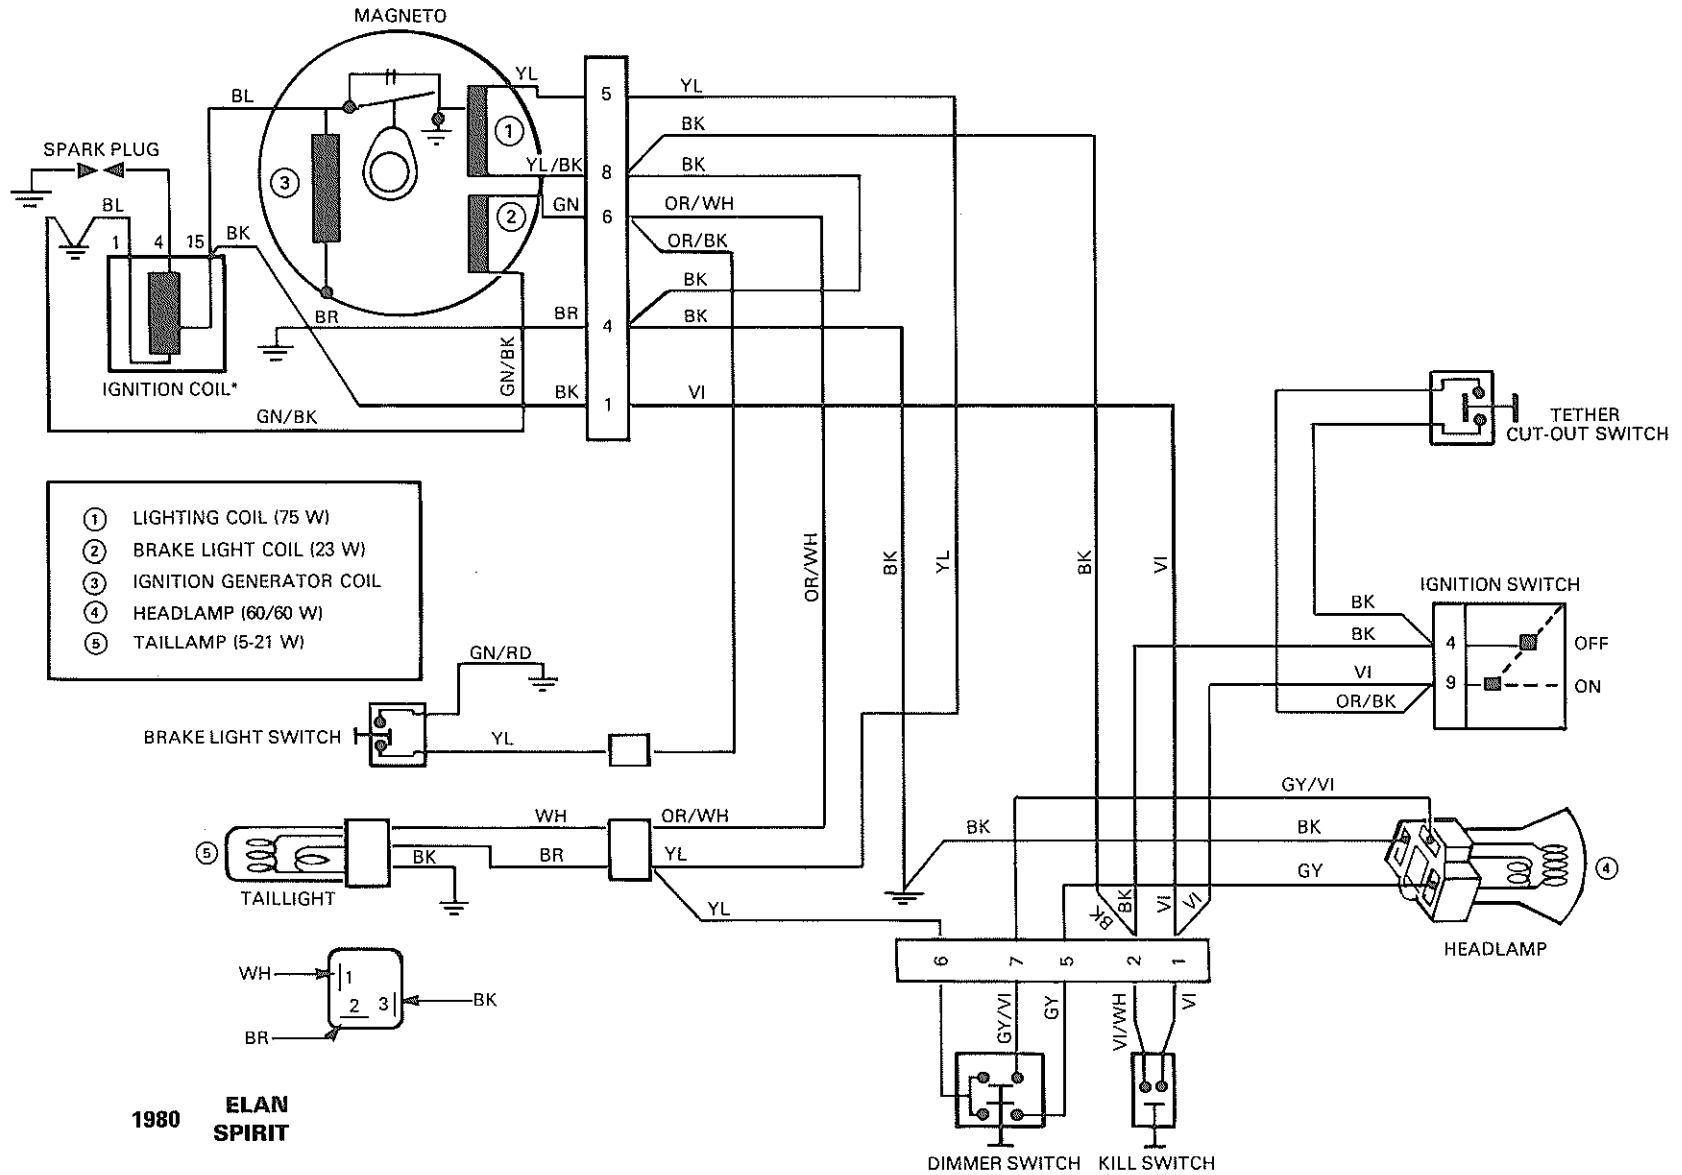 MAGNETO
YL
5
YL
BL
BK
1
SPARK PLUG
YL/BK
8
BK
3
2
GN
6
OR/WH
BL
1
4
15
BK
OR/BK
BK
BR
BR
4
BK
GN/BK
IGNITION COIL*
BK
1
VI
GN/BK
TETHER
CUT-OUT SWITCH
1 LIGHTING COIL (75 W)
2 BRAKE LIGHT COIL (23 W)
3 IGNITION GENERATOR COIL
4 HEADLAMP (60/60 W)
5 TAILLAMP (5-21 W)
OR/WH
BK
YL
BK
VI
IGNITION SWITCH
BK
BK
4
OFF
VI
9
ON
OR/BK
GN/RD
BRAKE LIGHT SWITCH
YL
GY/VI
WH
OR/WH
BK
BK
5
BK
BR
YL
GY
4
TAILLIGHT
YL
BK
BK
VI
VI
HEADLAMP
6
7
5
2
1
WH
1
2
3
BK
BR
GY/VI
GY
VI/WH
VI
1980 ELAN
SPIRIT
DIMMER SWITCH
KILL SWITCH